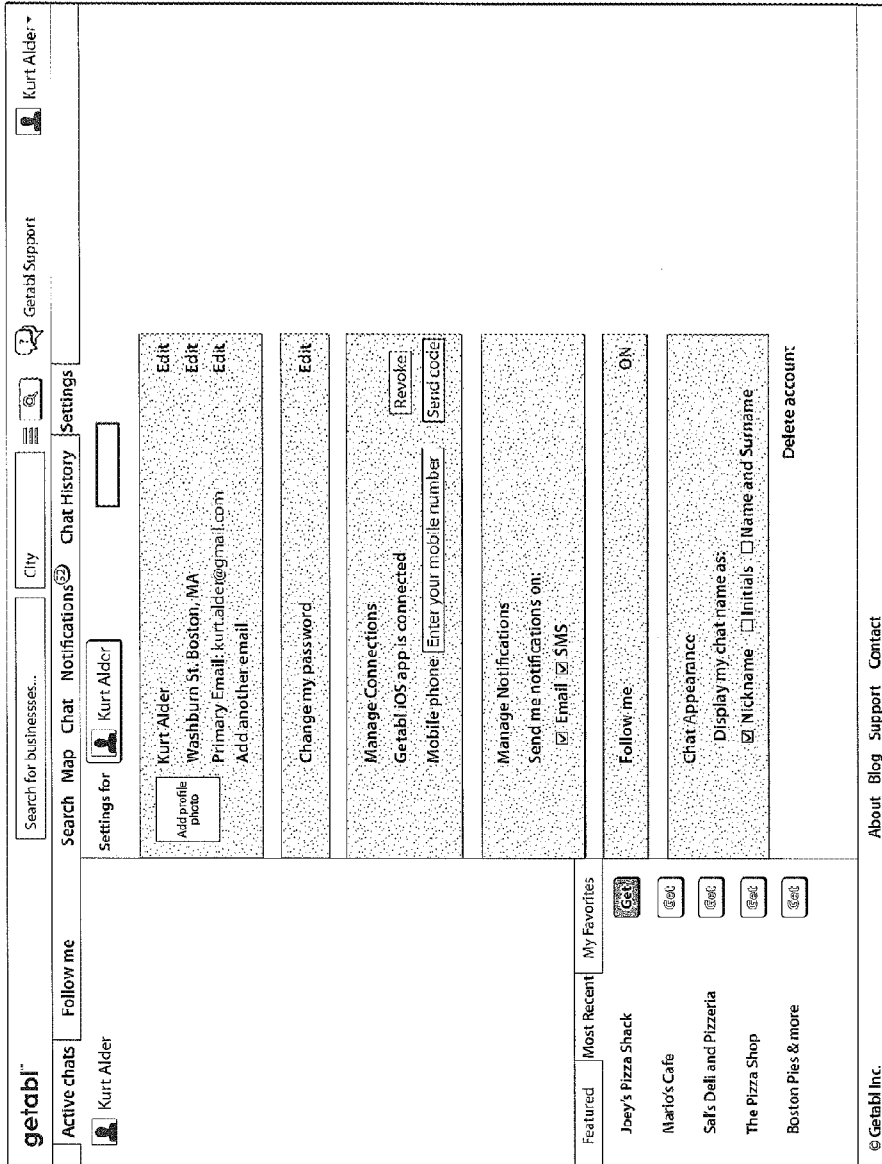 getabl™
Search for businessses...
City
Getabl Support
Kurt Alder
Active chats
Follow me
Search
Map
Chat
Notifications
Chat History
Settings
Kurt Alder
Settings for
Kurt Alder
Add profile
photo
Kurt Alder
Edit
Washburn St. Boston, MA
Edit
Primary Email: kurt.alder@gmail.com
Edit
Add another email
Change my password
Edit
Manage Connections
Getabl iOS app is connected
Revoke
Mobile phone:
Enter your mobile number
Send code
Manage Notifications
Send me notifications on:
Email
SMS
Follow me
ON
Chat Appearance
Display my chat name as:
Nickname
Initials
Name and Surname
Delete account
Featured
Most Recent
My Favorites
Joey's Pizza Shack
Get
Mario's Cafe
Get
Sal's Deli and Pizzeria
Get
The Pizza Shop
Get
Boston Pies & more
Get
© Getabl Inc.
About
Blog
Support
Contact